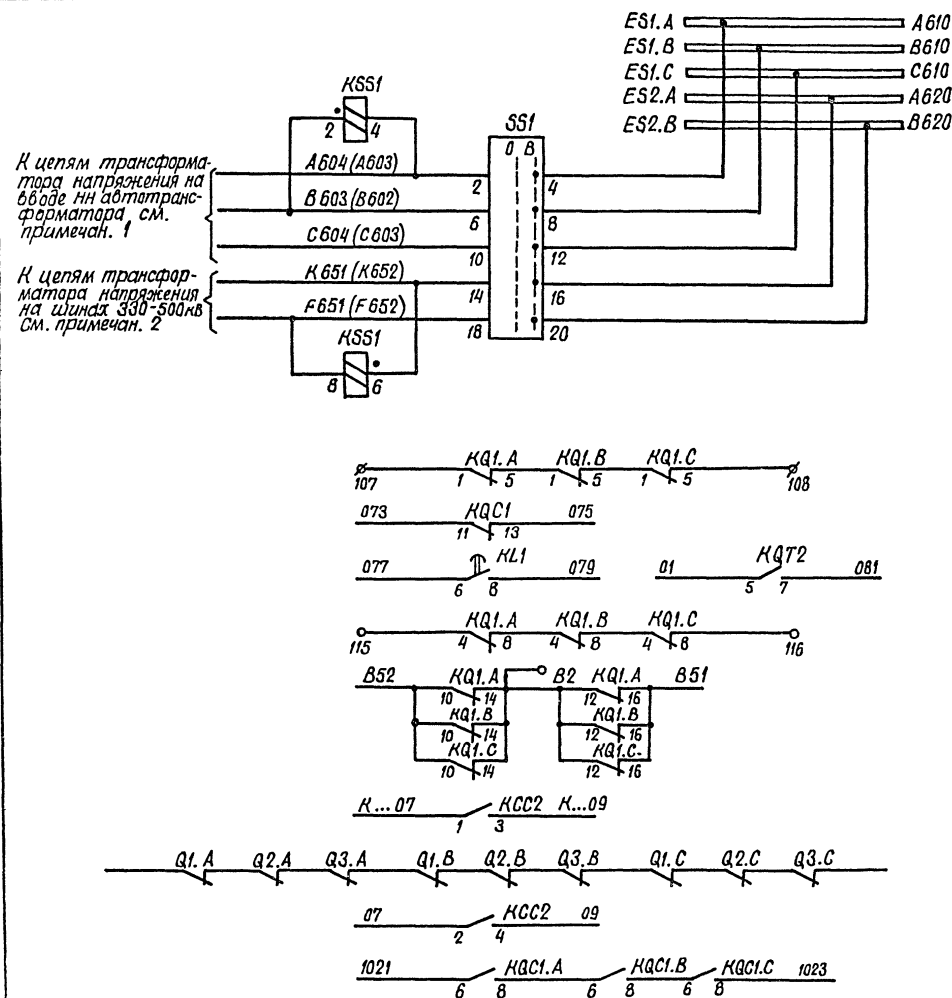 ES1.A A610
ES1.B B610
ES1.C C610
ES2.A A620
ES2.B B620
KSS1
2 4
SS1
0 B
К цепям трансформа-
тора напряжения на
вводе НН автотранс-
форматора, см.
примечан. 1
A604 (A603)
B603 (B602)
C604 (C603)
2 4
6 8
10 12
14 16
18 20
К цепям трансфор-
матора напряжения
на шинах 330-500кв
см. примечан. 2
K651 (K652)
F651 (F652)
KSS1
8 6
KQ1.A KQ1.B KQ1.C
107 1 5 1 5 1 5 108
073 KQC1 075
11 13
077 KL1 079
6 8
01 KQT2 081
5 7
KQ1.A KQ1.B KQ1.C
115 4 8 4 8 4 8 116
B52 KQ1.A B2 KQ1.A B51
10 14 12 16
KQ1.B KQ1.B
10 14 12 16
KQ1.C KQ1.C
10 14 12 16
K...07 KCC2 K...09
1 3
Q1.A Q2.A Q3.A Q1.B Q2.B Q3.B Q1.C Q2.C Q3.C
07 KCC2 09
2 4
1021 KQC1.A KQC1.B KQC1.C 1023
6 8 6 8 6 8